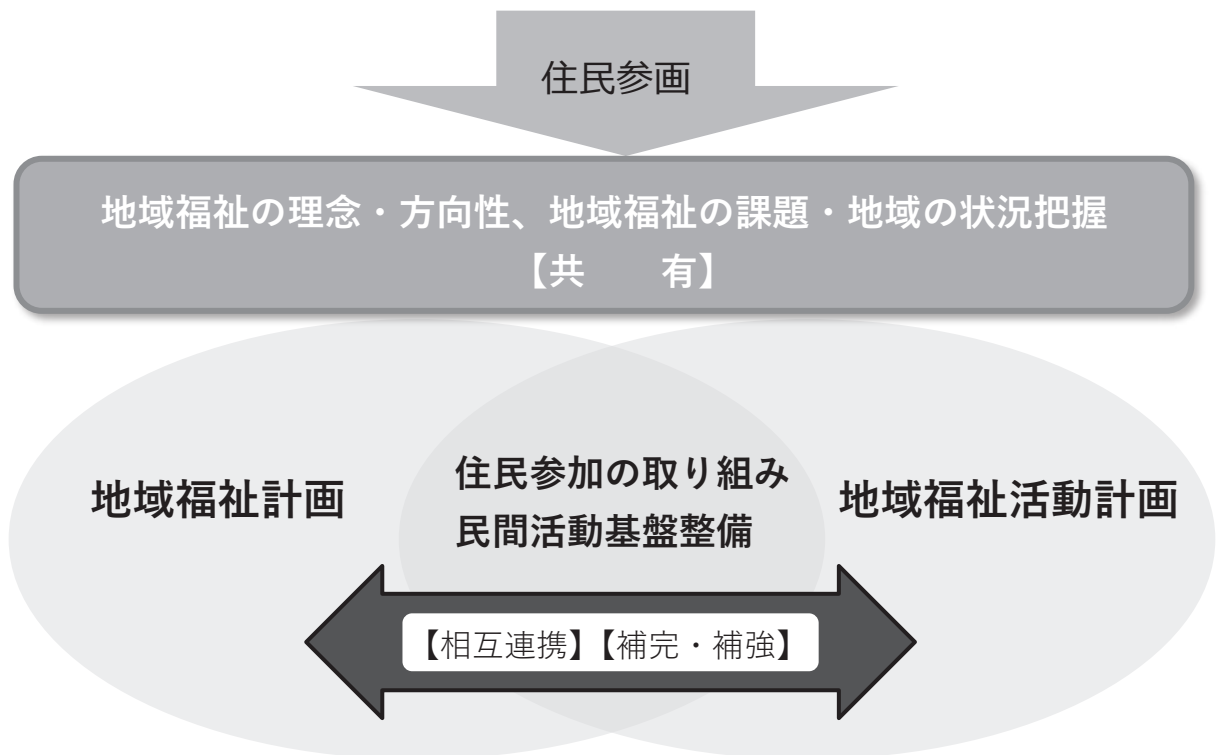 住民参画
地域福祉の理念・方向性、地域福祉の課題・地域の状況把握
【共　　有】
地域福祉計画
住民参加の取り組み
民間活動基盤整備
地域福祉活動計画
【相互連携】【補完・補強】